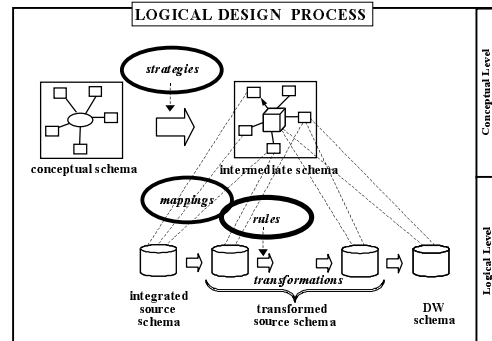 LOGICAL DESIGN PROCESS
strategies
conceptual schema
intermediate schema
Conceptual Level
mappings
rules
transformations
integrated
source
schema
transformed
source schema
DW
schema
Logical Level